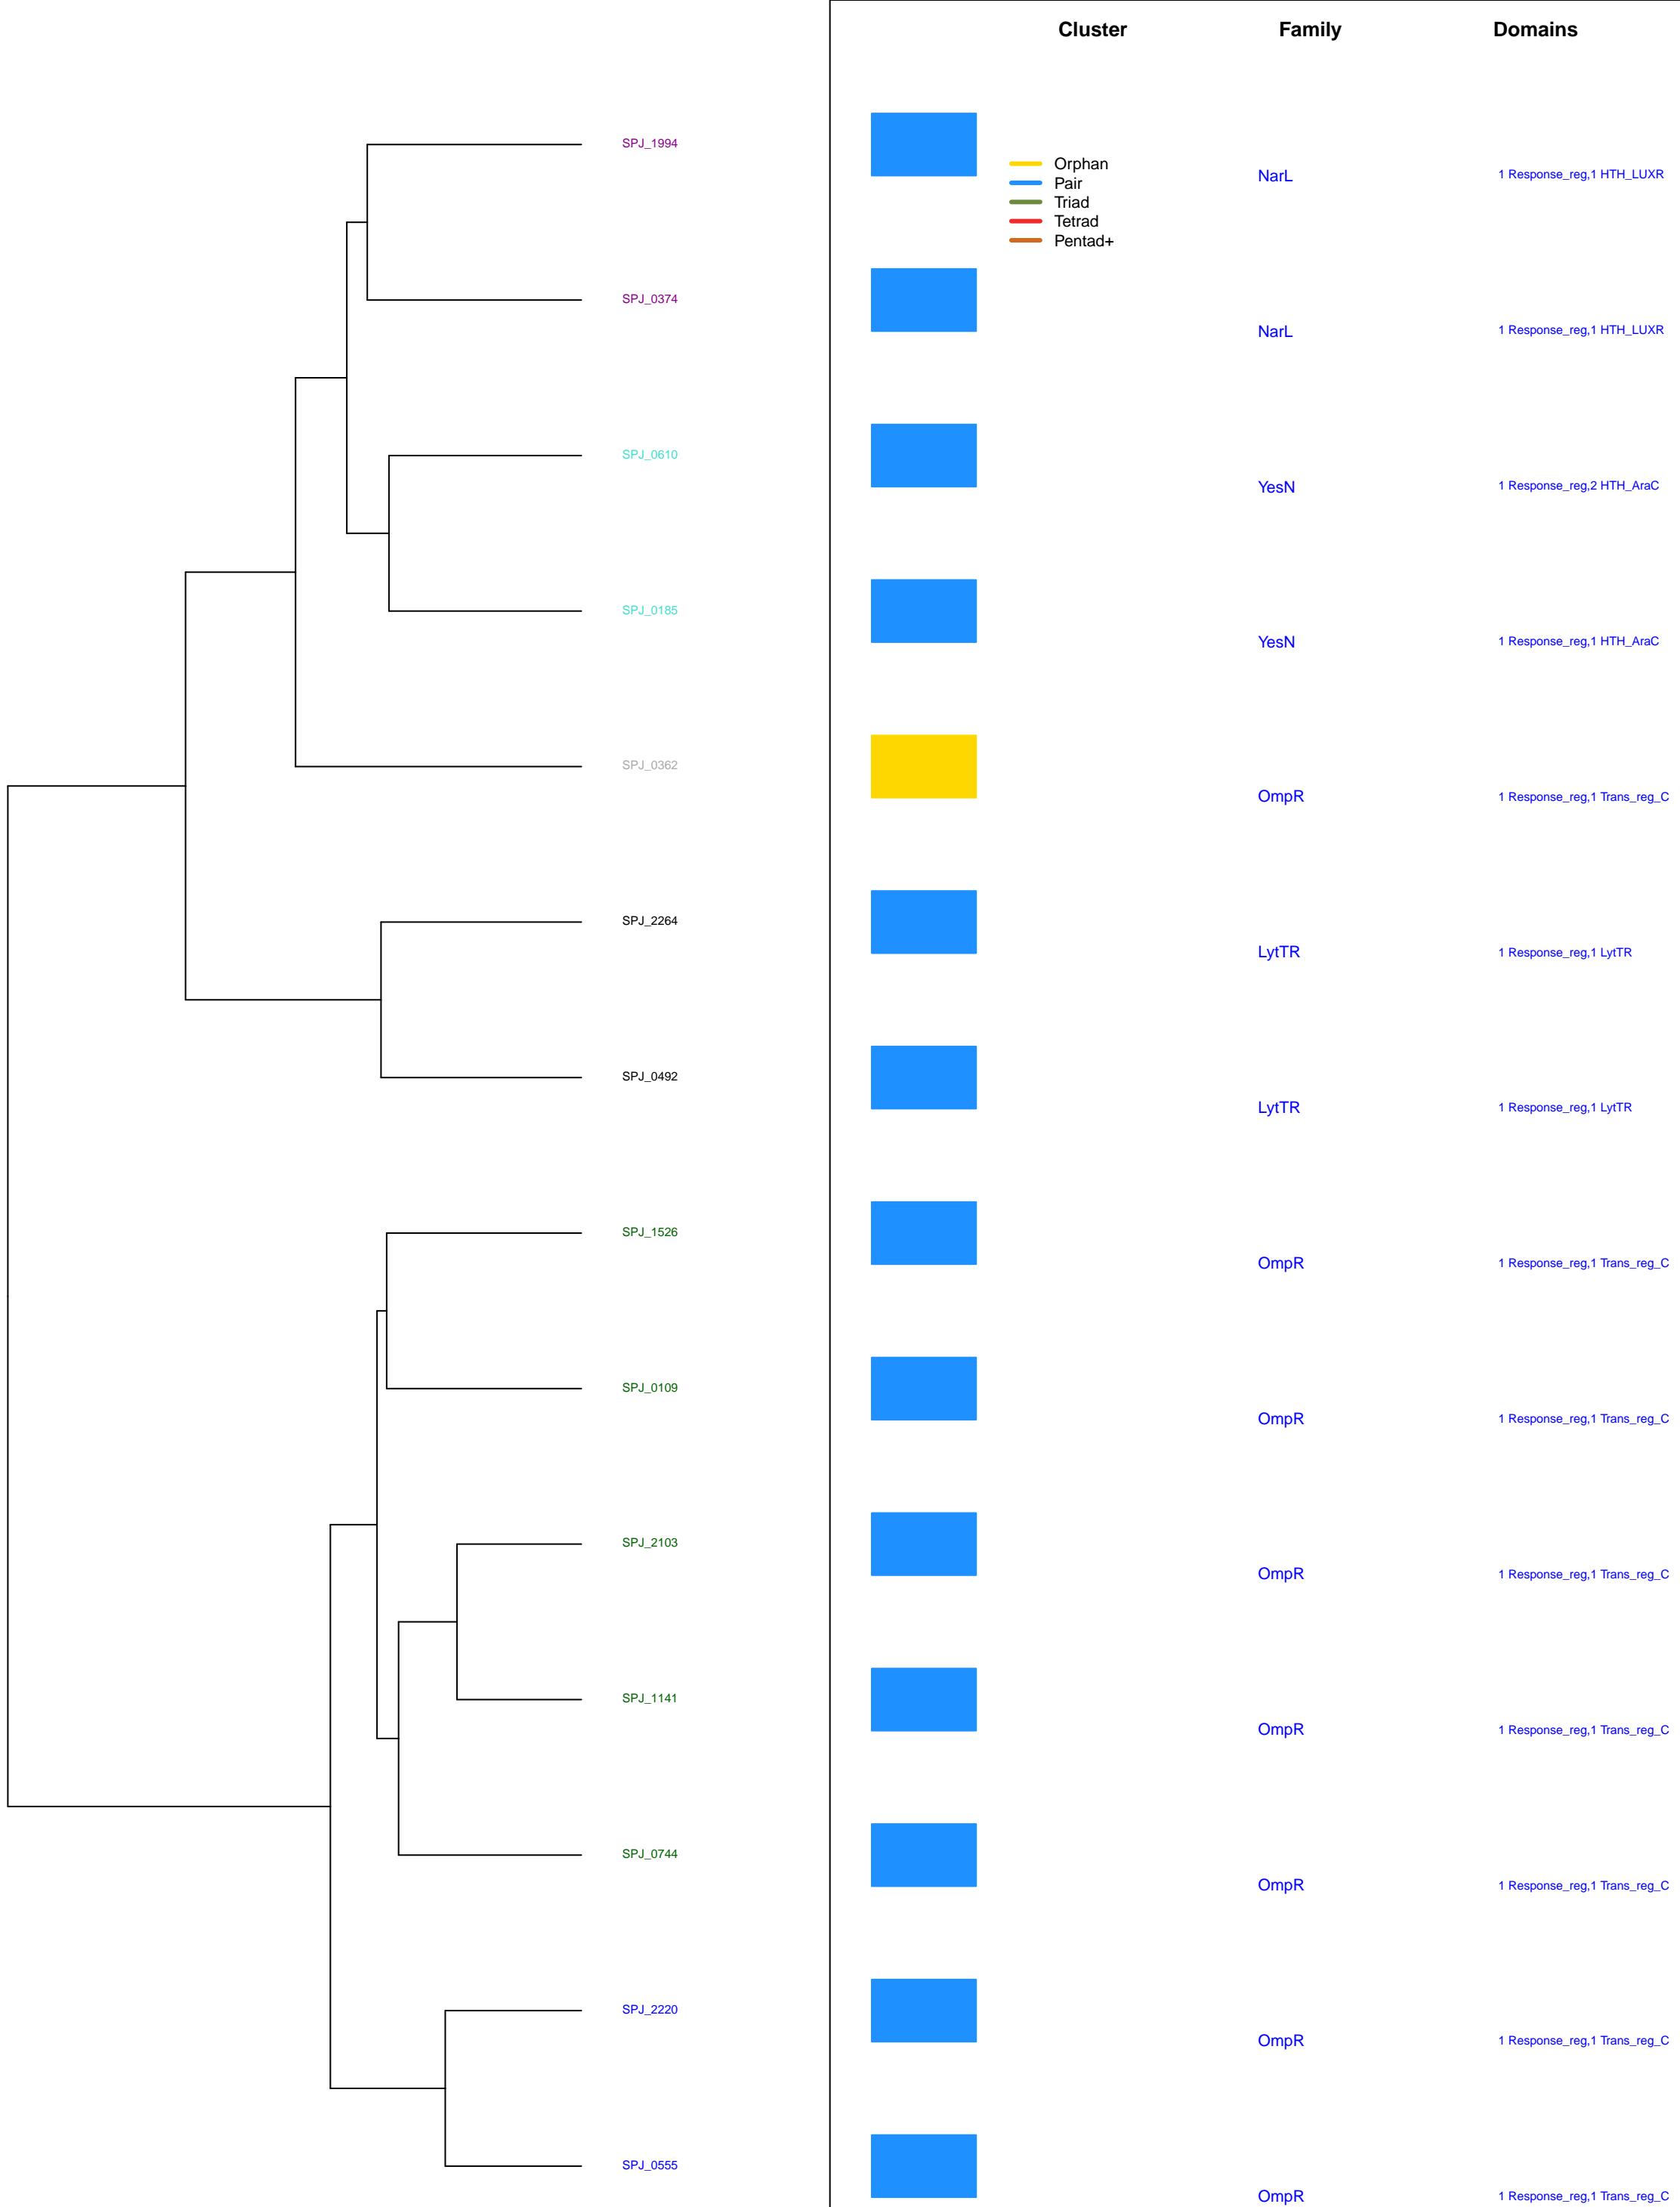 Cluster Family Domains
SPJ_1994
Orphan
Pair
Triad
Tetrad
Pentad+
NarL 1 Response_reg,1 HTH_LUXR
SPJ_0374
NarL 1 Response_reg,1 HTH_LUXR
SPJ_0610
YesN 1 Response_reg,2 HTH_AraC
SPJ_0185
YesN 1 Response_reg,1 HTH_AraC
SPJ_0362
OmpR 1 Response_reg,1 Trans_reg_C
SPJ_2264
LytTR 1 Response_reg,1 LytTR
SPJ_0492
LytTR 1 Response_reg,1 LytTR
SPJ_1526
OmpR 1 Response_reg,1 Trans_reg_C
SPJ_0109
OmpR 1 Response_reg,1 Trans_reg_C
SPJ_2103
OmpR 1 Response_reg,1 Trans_reg_C
SPJ_1141
OmpR 1 Response_reg,1 Trans_reg_C
SPJ_0744
OmpR 1 Response_reg,1 Trans_reg_C
SPJ_2220
OmpR 1 Response_reg,1 Trans_reg_C
SPJ_0555
OmpR 1 Response_reg,1 Trans_reg_C